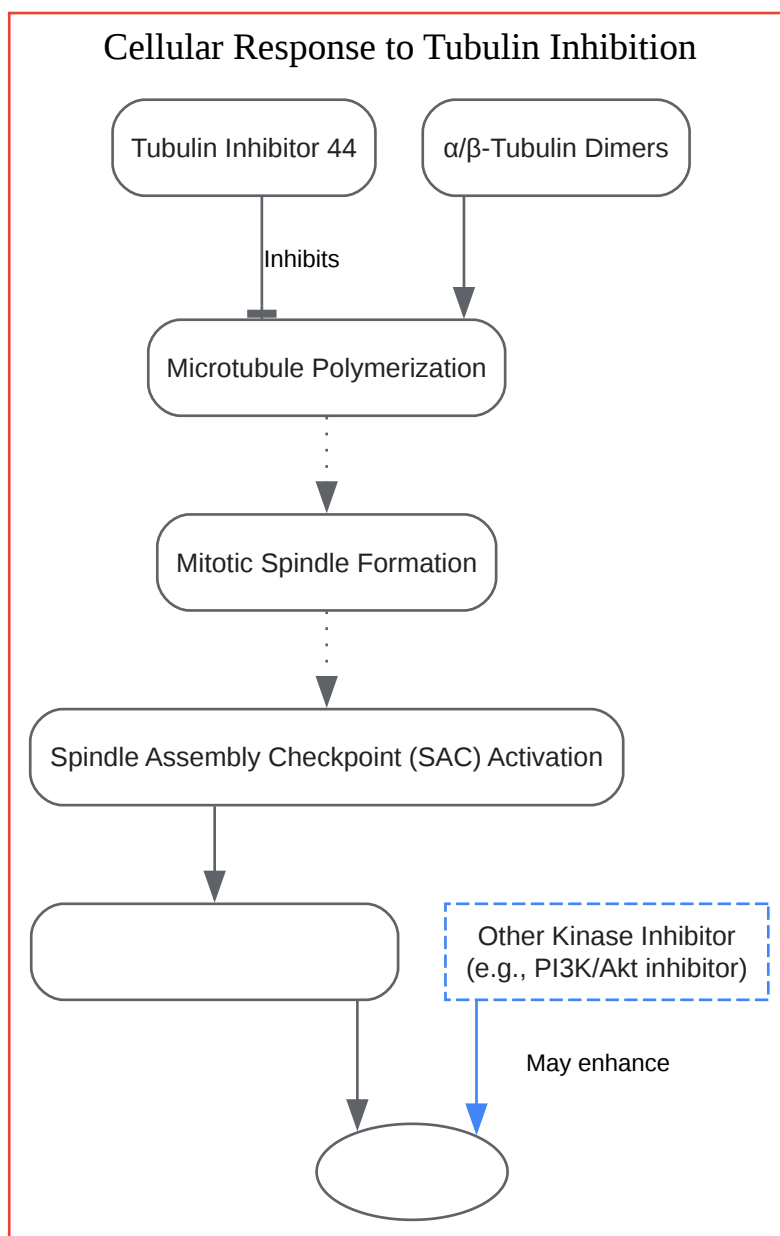 Cellular Response to Tubulin Inhibition
Tubulin Inhibitor 44
α/β-Tubulin Dimers
Inhibits
Microtubule Polymerization
Mitotic Spindle Formation
Spindle Assembly Checkpoint (SAC) Activation
Other Kinase Inhibitor
(e.g., PI3K/Akt inhibitor)
May enhance